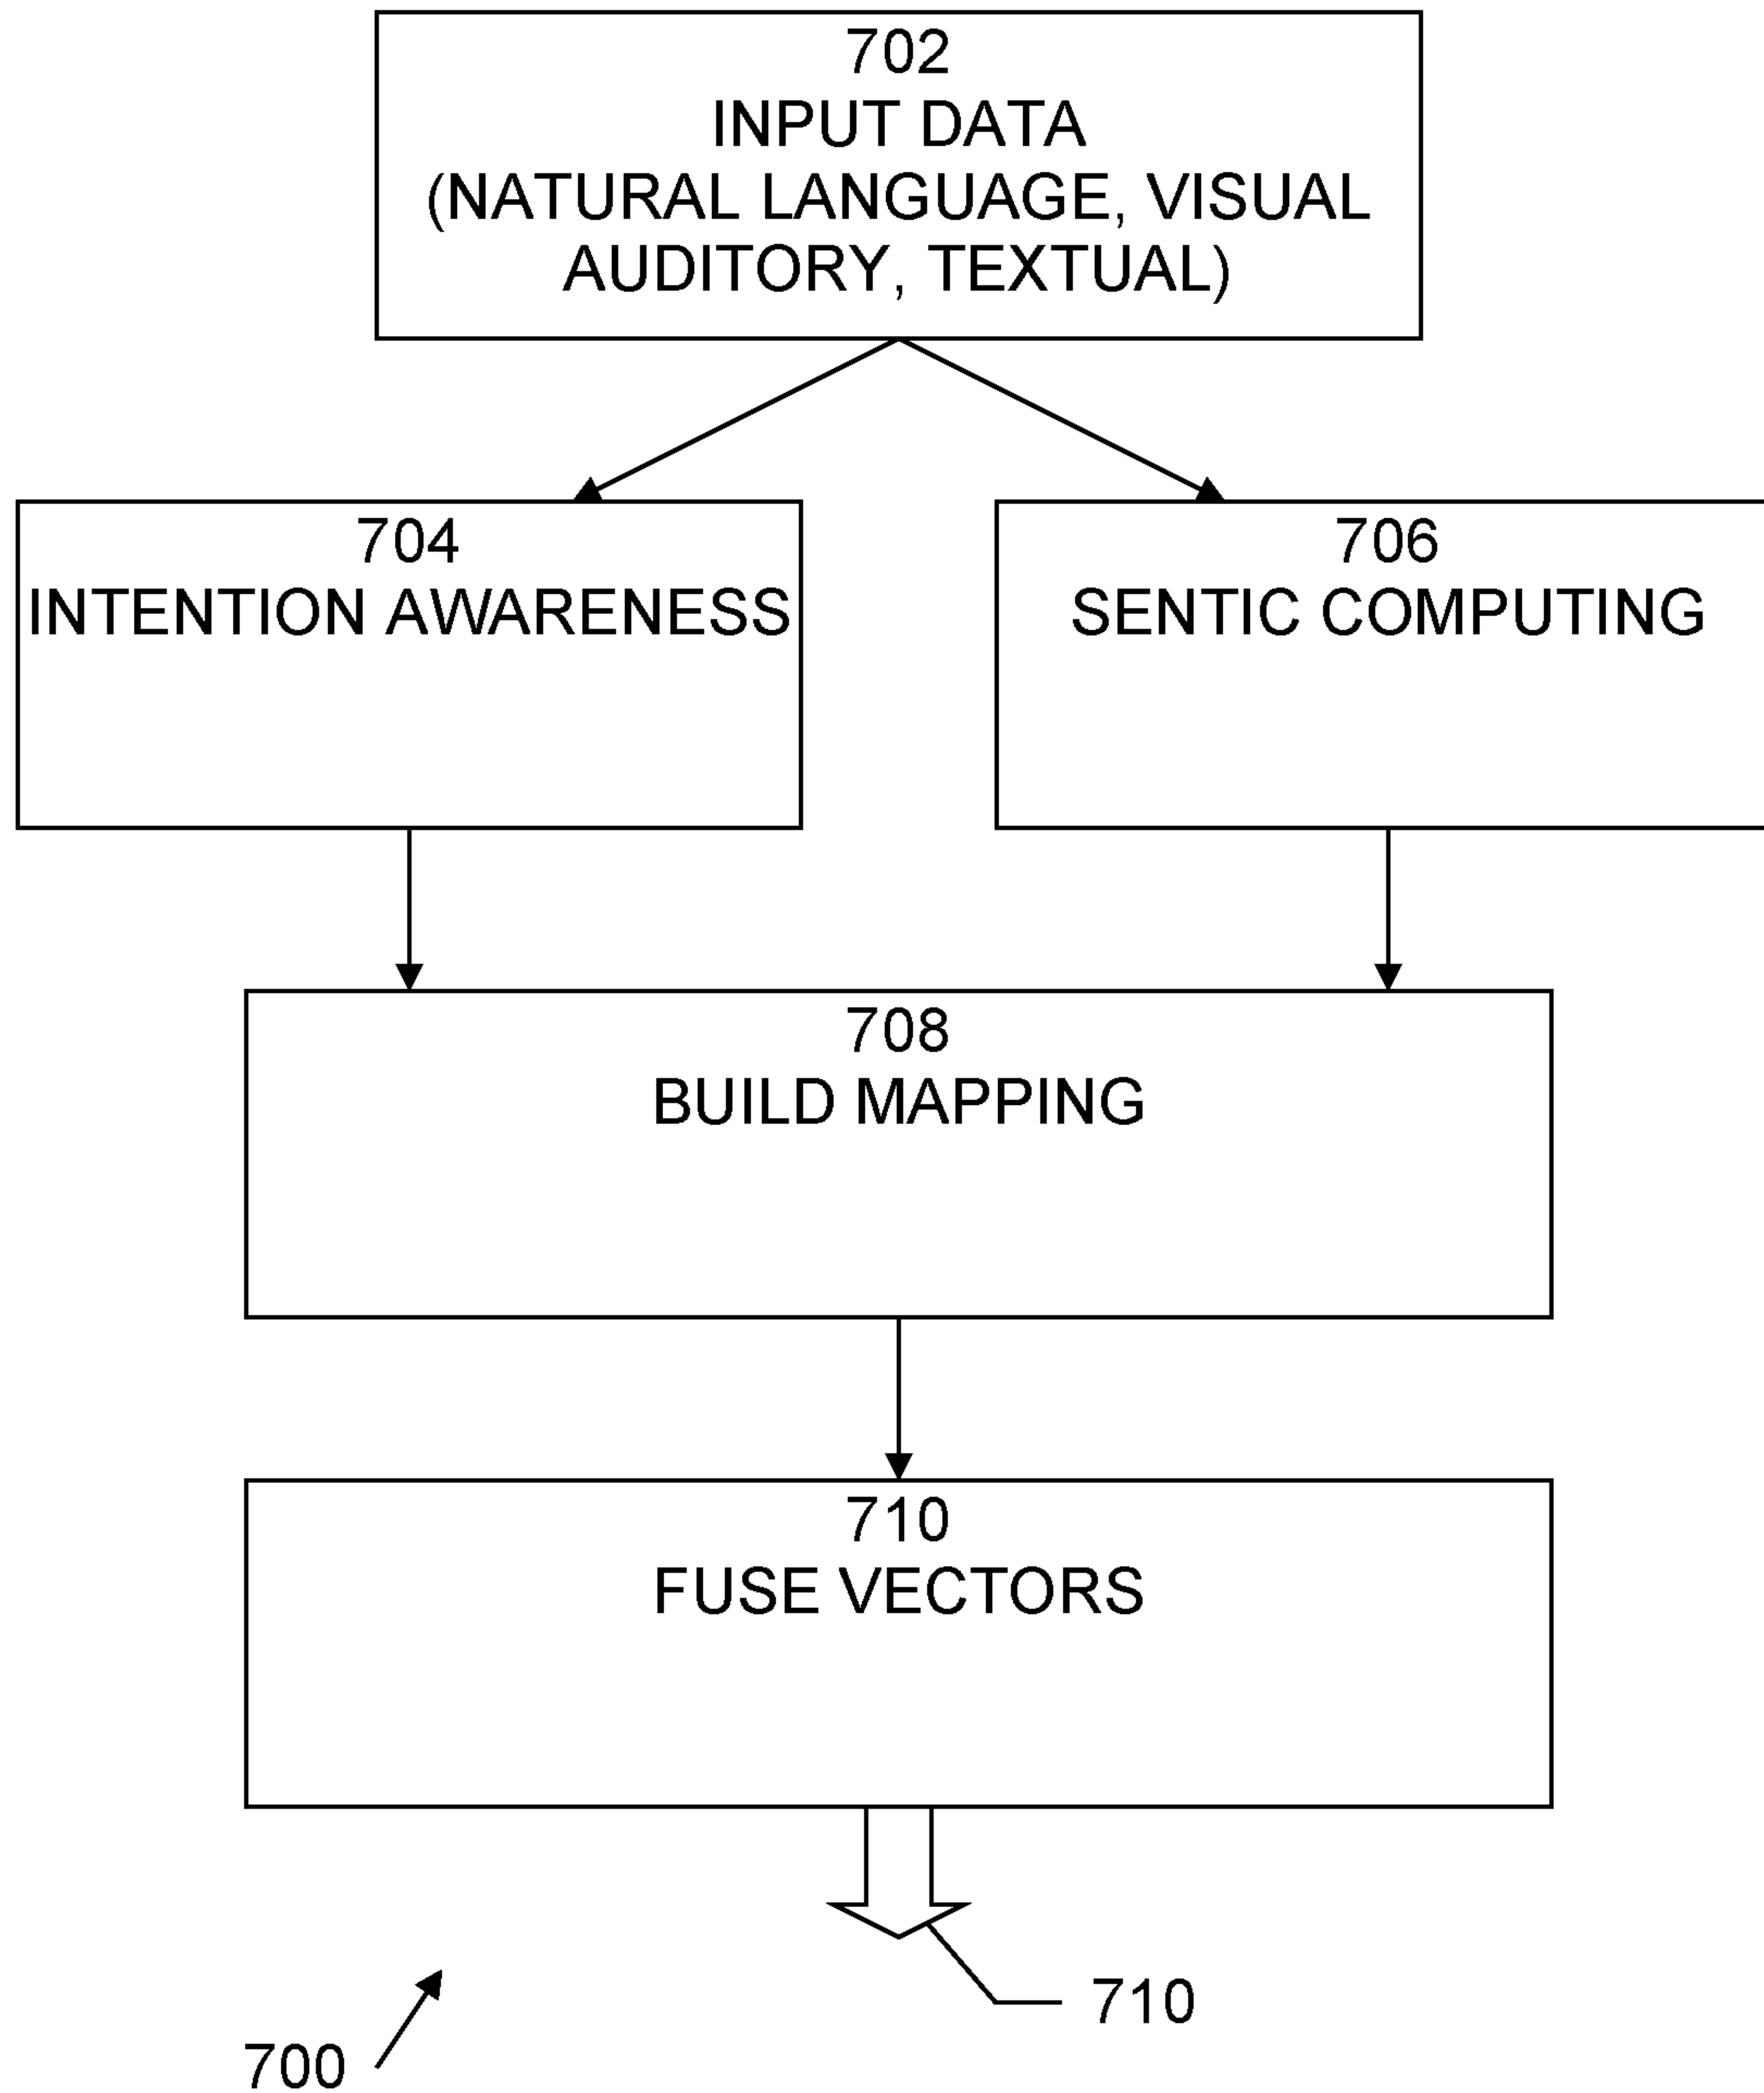 702
INPUT DATA
(NATURAL LANGUAGE, VISUAL
AUDITORY, TEXTUAL)
704
INTENTION AWARENESS
706
SENTIC COMPUTING
708
BUILD MAPPING
710
FUSE VECTORS
710
700